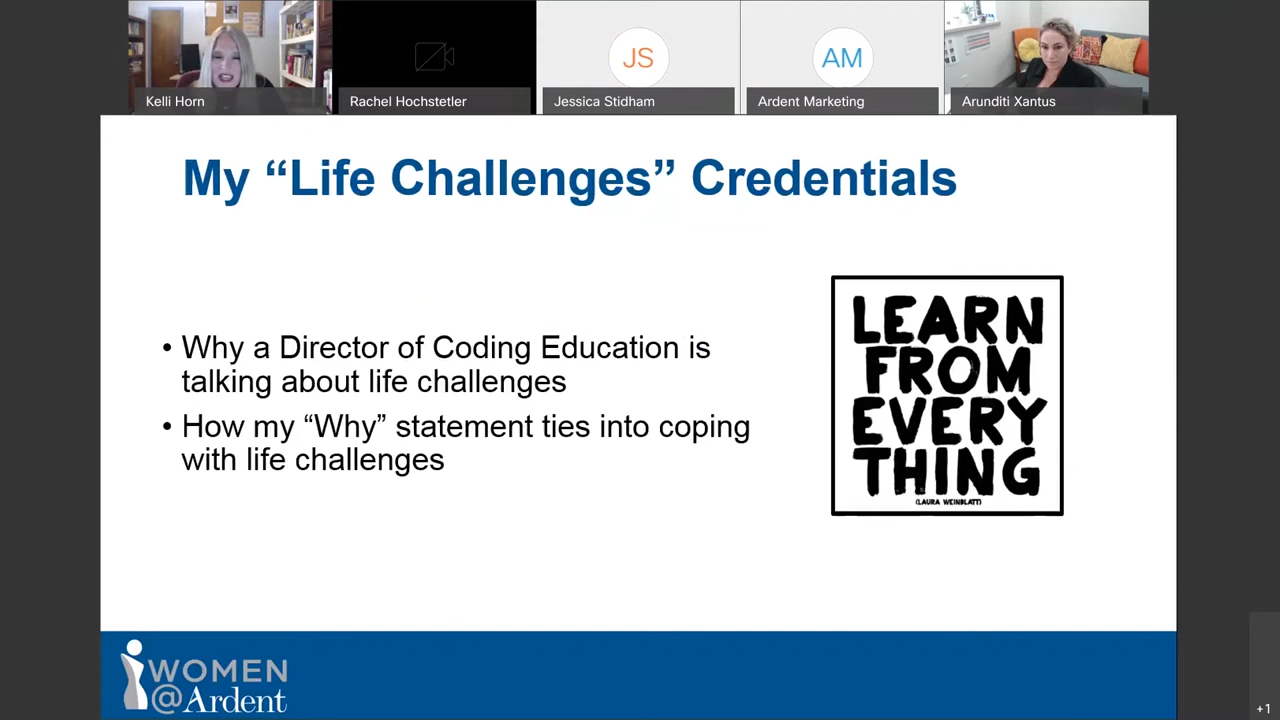 JS
AM
Kelli Horn
Rachel Hochstetler
Jessica Stidham
Ardent Marketing
Arunditi Xantus
My “Life Challenges” Credentials
• Why a Director of Coding Education is
talking about life challenges
• How my “Why” statement ties into coping
with life challenges
LEARN
FROM
EVERY
THING
(LAURA WEINBLATT)
WOMEN
@Ardent
+1